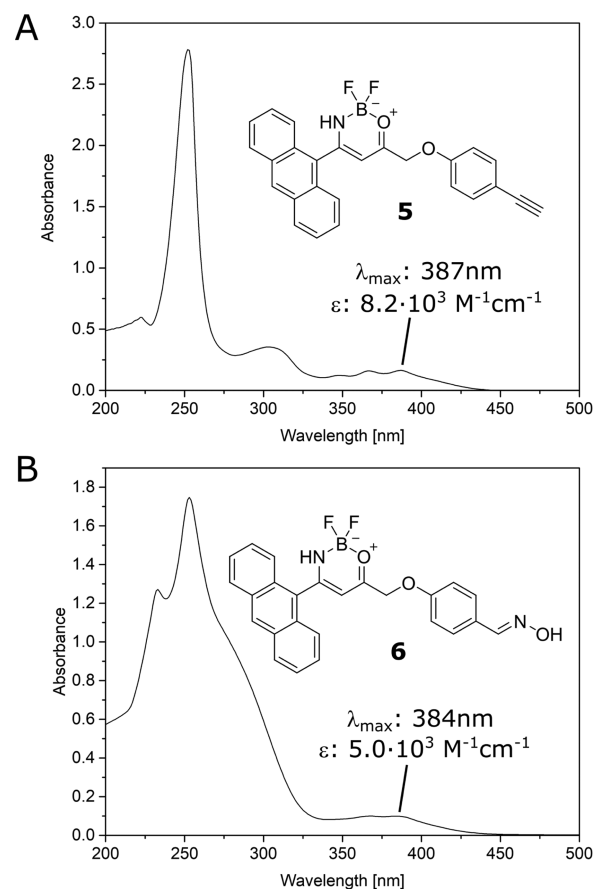 A
3.0
2.5
2.0
1.5
1.0
0.5
0.0
Absorbance
F F
HN B⁻ O⁺
O
5
λmax: 387nm
ε: 8.2·10³ M⁻¹cm⁻¹
200 250 300 350 400 450 500
Wavelength [nm]
B
1.8
1.6
1.4
1.2
1.0
0.8
0.6
0.4
0.2
0.0
Absorbance
F F
HN B⁻ O⁺
O
N
OH
6
λmax: 384nm
ε: 5.0·10³ M⁻¹cm⁻¹
200 250 300 350 400 450 500
Wavelength [nm]